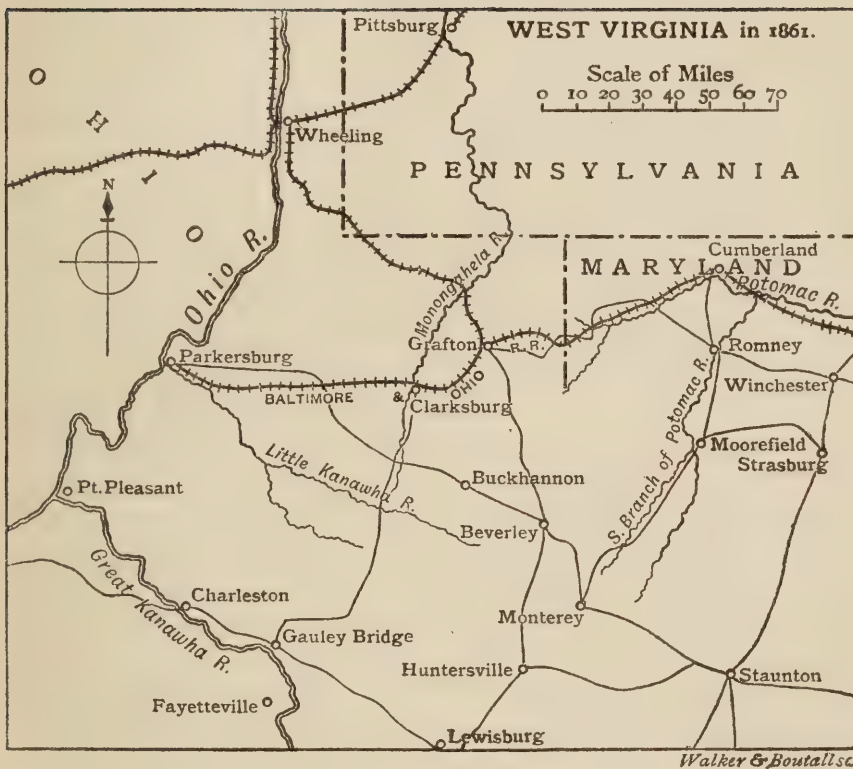 WEST VIRGINIA in 1861.
Scale of Miles
0 10 20 30 40 50 60 70
Pittsburg
OHIO
Wheeling
PENNSYLVANIA
N
Ohio R.
Monongahela R.
MARYLAND
Cumberland
Potomac R.
Grafton
R.R.
Romney
Parkersburg
Winchester
BALTIMORE & OHIO
Clarksburg
S. Branch of Potomac R.
Moorefield
Strasburg
Little Kanawha R.
Pt. Pleasant
Buckhannon
Beverley
Great Kanawha R.
Charleston
Monterey
Gauley Bridge
Huntersville
Staunton
Fayetteville
Lewisburg
Walker & Boutall sc